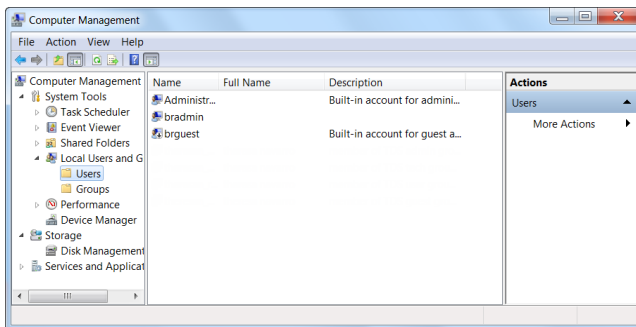 Computer Management
File Action View Help
Computer Management
System Tools
Task Scheduler
Event Viewer
Shared Folders
Local Users and G
Users
Groups
Performance
Device Manager
Storage
Disk Management
Services and Applicat
Name Full Name Description
Administr... Built-in account for admini...
bradmin
brguest Built-in account for guest a...
Actions
Users
More Actions